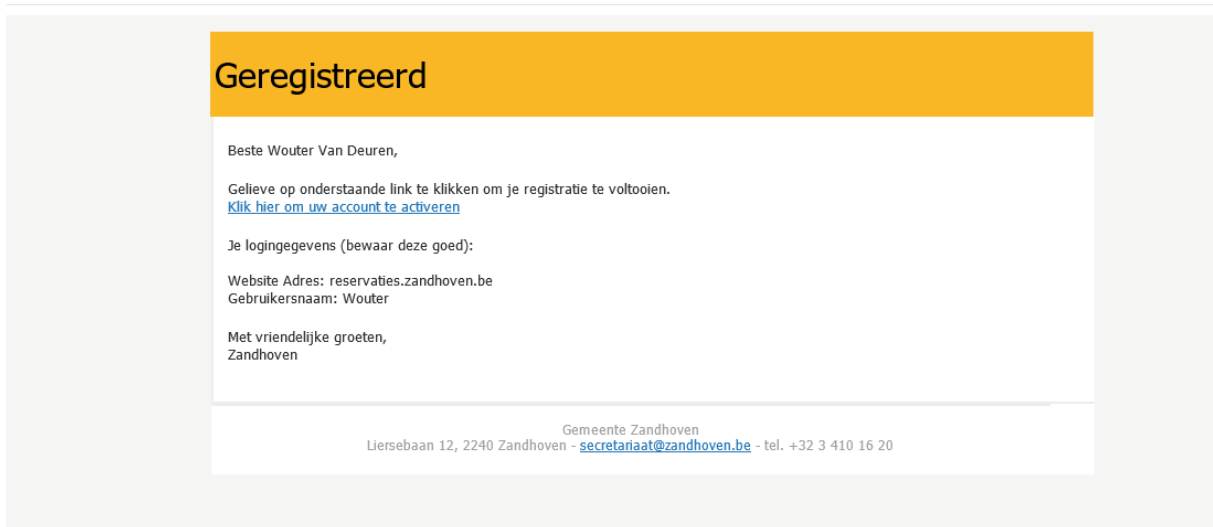 Geregistreerd
Beste Wouter Van Deuren,
Gelieve op onderstaande link te klikken om je registratie te voltooien.
Klik hier om uw account te activeren
Je logingegevens (bewaar deze goed):
Website Adres: reservaties.zandhoven.be
Gebruikersnaam: Wouter
Met vriendelijke groeten,
Zandhoven
Gemeente Zandhoven
Liersebaan 12, 2240 Zandhoven - secretariaat@zandhoven.be - tel. +32 3 410 16 20